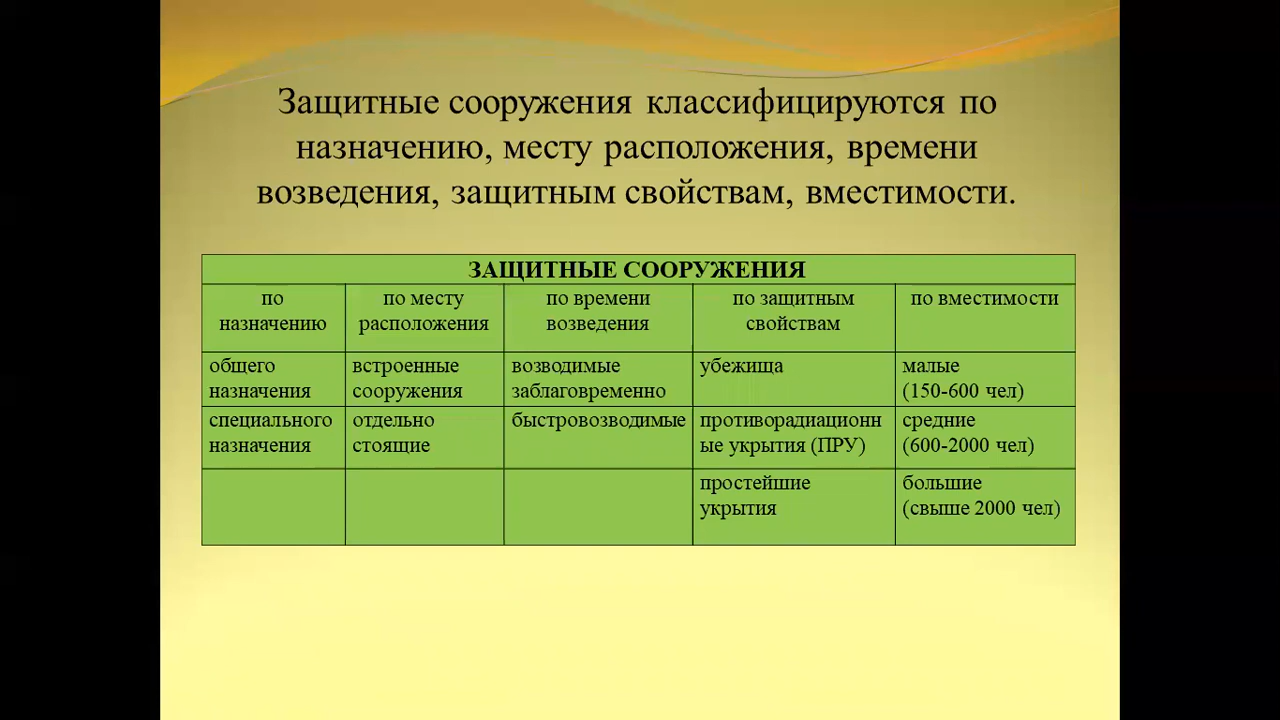 Защитные сооружения классифицируются по
назначению, месту расположения, времени
возведения, защитным свойствам, вместимости.
ЗАЩИТНЫЕ СООРУЖЕНИЯ
по
назначению
по месту
расположения
по времени
возведения
по защитным
свойствам
по вместимости
общего
назначения
встроенные
сооружения
возводимые
заблаговременно
убежища
малые
(150-600 чел)
специального
назначения
отдельно
стоящие
быстровозводимые
противорадиационн
ые укрытия (ПРУ)
средние
(600-2000 чел)
простейшие
укрытия
большие
(свыше 2000 чел)